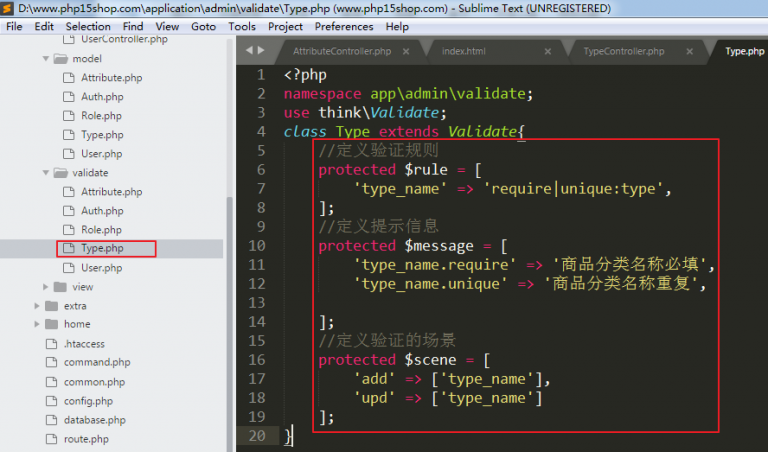 D:\www.php15shop.com\application\admin\validate\Type.php (www.php15shop.com) - Sublime Text (UNREGISTERED)
File Edit Selection Find View Goto Tools Project Preferences Help
UserController.php
model
Attribute.php
Auth.php
Role.php
Type.php
User.php
validate
Attribute.php
Auth.php
Role.php
Type.php
User.php
view
extra
home
.htaccess
command.php
common.php
config.php
database.php
route.php
AttributeController.php × index.html × TypeController.php × Type.php
1 <?php
2 namespace app\admin\validate;
3 use think\Validate;
4 class Type extends Validate{
5 //定义验证规则
6 protected $rule = [
7 'type_name' => 'require|unique:type',
8 ];
9 //定义提示信息
10 protected $message = [
11 'type_name.require' => '商品分类名称必填',
12 'type_name.unique' => '商品分类名称重复',
13
14 ];
15 //定义验证的场景
16 protected $scene = [
17 'add' => ['type_name'],
18 'upd' => ['type_name']
19 ];
20 }